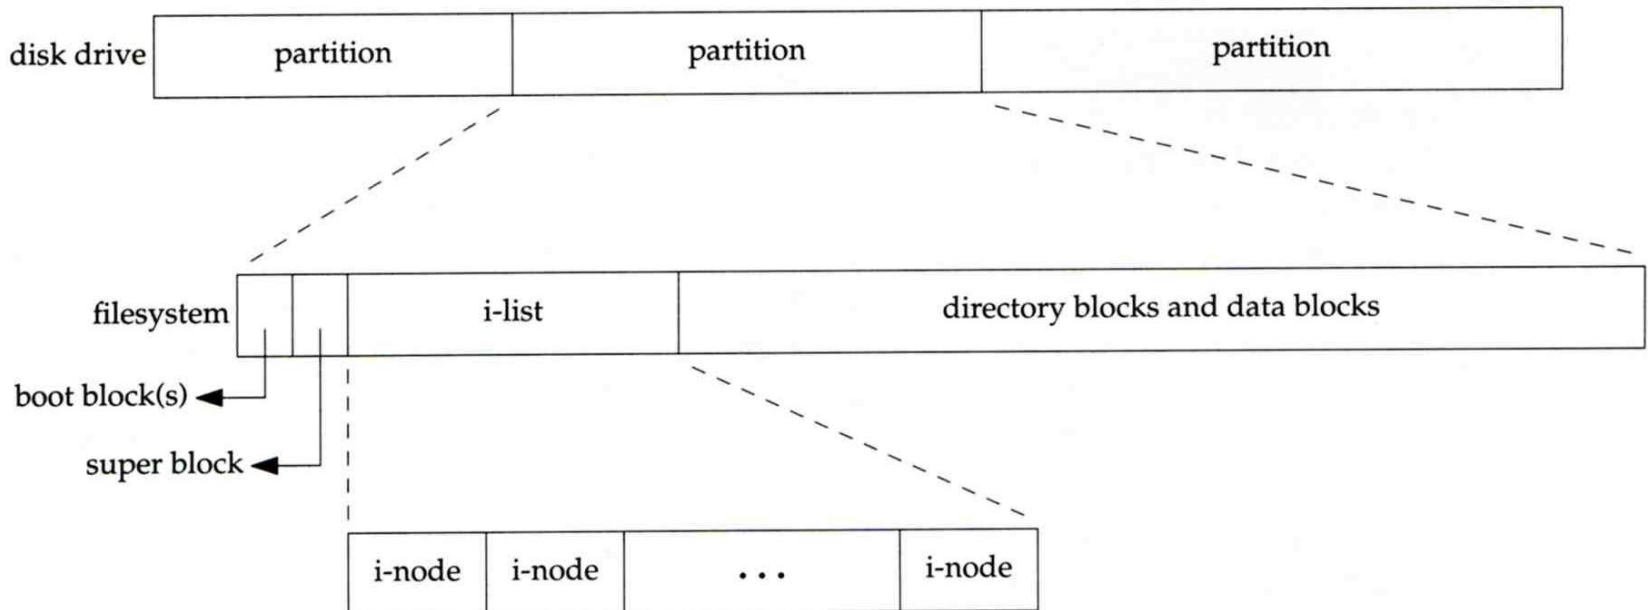 disk drive partition partition partition
filesystem i-list directory blocks and data blocks
boot block(s)
super block
i-node i-node ... i-node